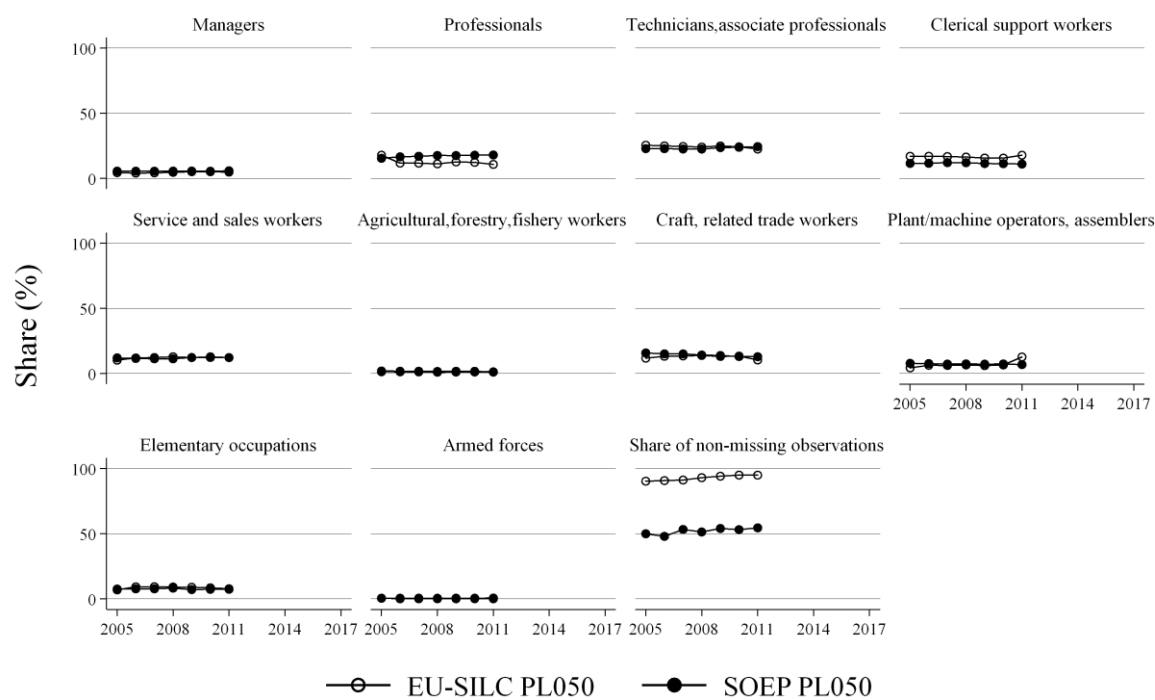 Managers
Professionals
Technicians,associate professionals
Clerical support workers
100
50
0
Service and sales workers
Agricultural,forestry,fishery workers
Craft, related trade workers
Plant/machine operators, assemblers
100
50
0
2005 2008 2011 2014 2017
Share (%)
Elementary occupations
Armed forces
Share of non-missing observations
100
50
0
2005 2008 2011 2014 2017
2005 2008 2011 2014 2017
2005 2008 2011 2014 2017
EU-SILC PL050
SOEP PL050